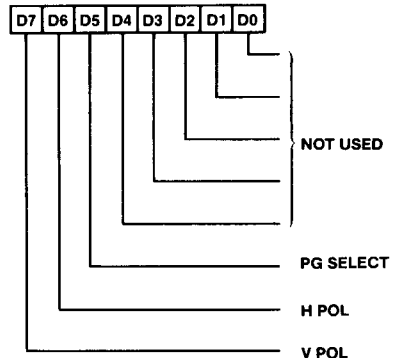 D7 D6 D5 D4 D3 D2 D1 D0
NOT USED
PG SELECT
H POL
V POL